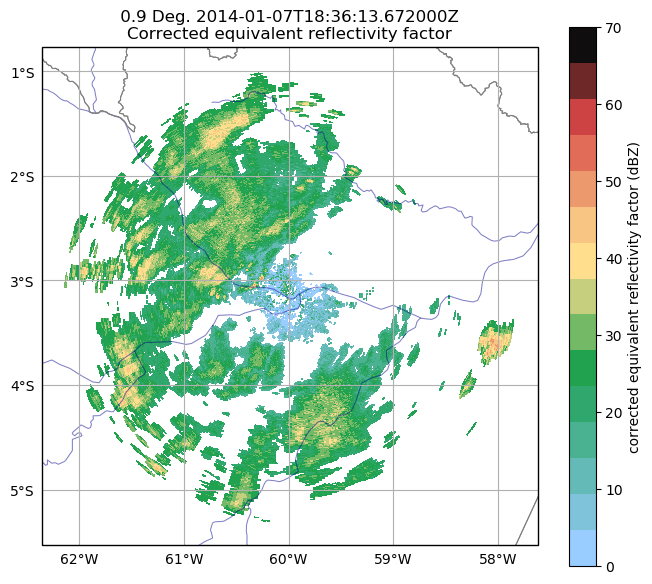 0.9 Deg. 2014-01-07T18:36:13.672000Z
Corrected equivalent reflectivity factor
1°S
2°S
3°S
4°S
5°S
62°W 61°W 60°W 59°W 58°W
70
60
50
40
30
20
10
0
corrected equivalent reflectivity factor (dBZ)